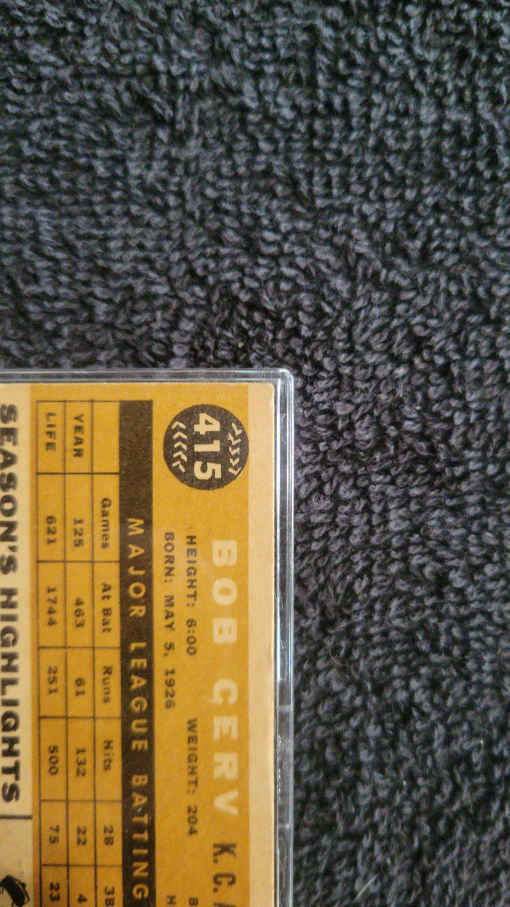 415
BOB CERV K. C.
HEIGHT: 6:00 WEIGHT: 204
BORN: MAY 5, 1926
MAJOR LEAGUE BATTING
Games At Bat Runs Hits 2B 3B
YEAR 125 463 61 132 22 4
LIFE 621 1744 251 500 75 23
SEASON'S HIGHLIGHTS